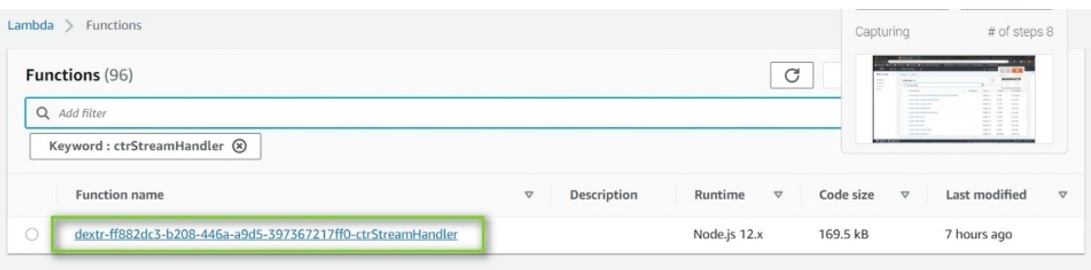 Lambda > Functions
Capturing # of steps 8
Functions (96)
Add filter
Keyword : ctrStreamHandler
Function name Description Runtime Code size Last modified
dextr-ff882dc3-b208-446a-a9d5-397367217ff0-ctrStreamHandler Node.js 12.x 169.5 kB 7 hours ago